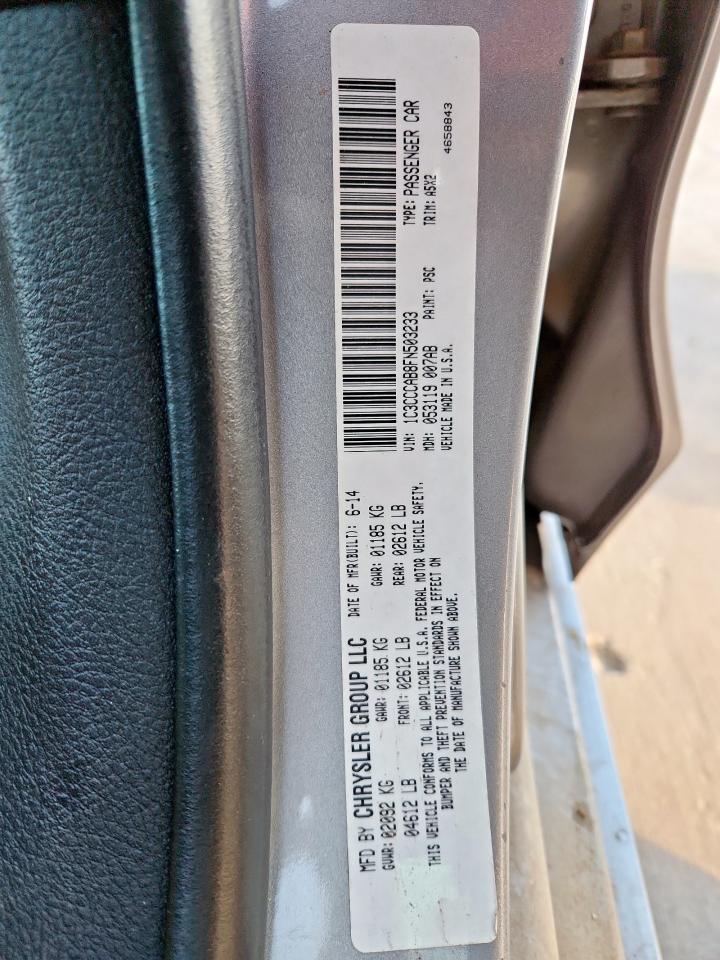 MFD BY CHRYSLER GROUP LLC DATE OF MFR(BUILT): 6-14
GVWR: 02092 KG GAWR: 01185 KG GAWR: 01185 KG
04612 LB FRONT: 02612 LB REAR: 02612 LB
THIS VEHICLE CONFORMS TO ALL APPLICABLE U.S.A. FEDERAL MOTOR VEHICLE SAFETY,
BUMPER AND THEFT PREVENTION STANDARDS IN EFFECT ON
THE DATE OF MANUFACTURE SHOWN ABOVE.
VIN: 1C3CCCAB8FN503233 TYPE: PASSENGER CAR
MDH: 053119 007AB PAINT: PSC TRIM: A5X2
VEHICLE MADE IN U.S.A. 4658843